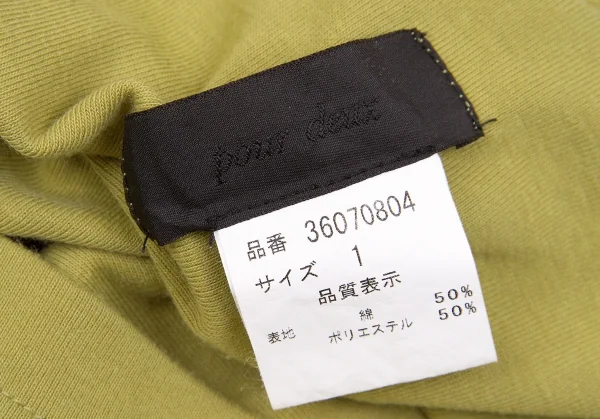 pour deux
品番 36070804
サイズ 1
品質表示
表地 綿 50%
ポリエステル 50%